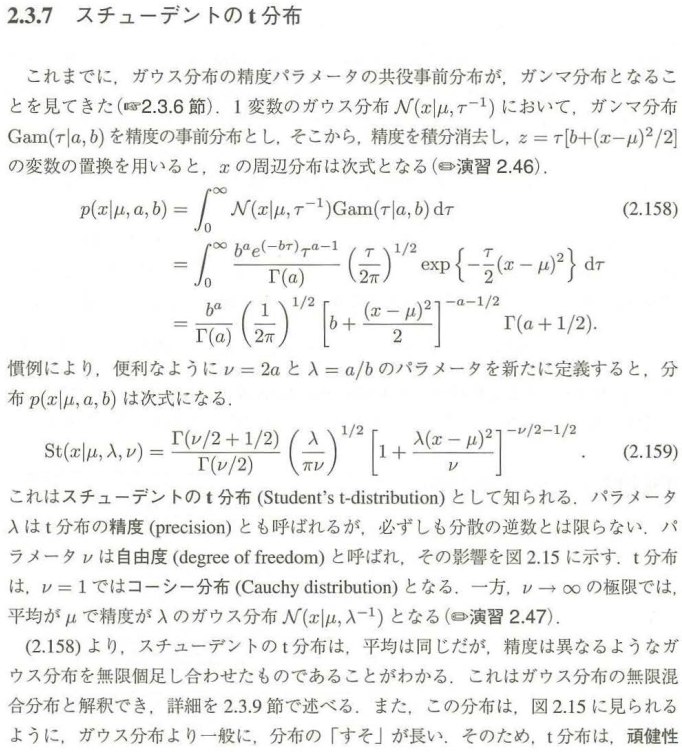 2.3.7 スチューデントのt分布
これまでに，ガウス分布の精度パラメータの共役事前分布が，ガンマ分布となるこ
とを見てきた(☞2.3.6 節)．1 変数のガウス分布 𝒩(x|μ,τ⁻¹) において，ガンマ分布
Gam(τ|a,b) を精度の事前分布とし，そこから，精度を積分消去し，z = τ[b+(x−μ)²/2]
の変数の置換を用いると，x の周辺分布は次式となる(演習 2.46)．
p(x|μ,a,b) = ∫₀^∞ 𝒩(x|μ,τ⁻¹)Gam(τ|a,b) dτ (2.158)
= ∫₀^∞ b^a e^(−bτ) τ^(a−1) / Γ(a) (τ/2π)^(1/2) exp{−τ/2 (x−μ)²} dτ
= b^a/Γ(a) (1/2π)^(1/2) [b + (x−μ)²/2]^(−a−1/2) Γ(a+1/2).
慣例により，便利なように ν = 2a と λ = a/b のパラメータを新たに定義すると，分
布 p(x|μ,a,b) は次式になる．
St(x|μ,λ,ν) = Γ(ν/2+1/2)/Γ(ν/2) (λ/πν)^(1/2) [1 + λ(x−μ)²/ν]^(−ν/2−1/2) . (2.159)
これはスチューデントの t 分布 (Student's t-distribution) として知られる．パラメータ
λ は t 分布の精度 (precision) とも呼ばれるが，必ずしも分散の逆数とは限らない．パ
ラメータ ν は自由度 (degree of freedom) と呼ばれ，その影響を図 2.15 に示す．t 分布
は，ν = 1 ではコーシー分布 (Cauchy distribution) となる．一方，ν → ∞ の極限では，
平均が μ で精度が λ のガウス分布 𝒩(x|μ,λ⁻¹) となる(演習 2.47)．
(2.158) より，スチューデントの t 分布は，平均は同じだが，精度は異なるようなガ
ウス分布を無限個足し合わせたものであることがわかる．これはガウス分布の無限混
合分布と解釈でき，詳細を 2.3.9 節で述べる．また，この分布は，図 2.15 に見られる
ように，ガウス分布より一般に，分布の「すそ」が長い．そのため，t 分布は，頑健性